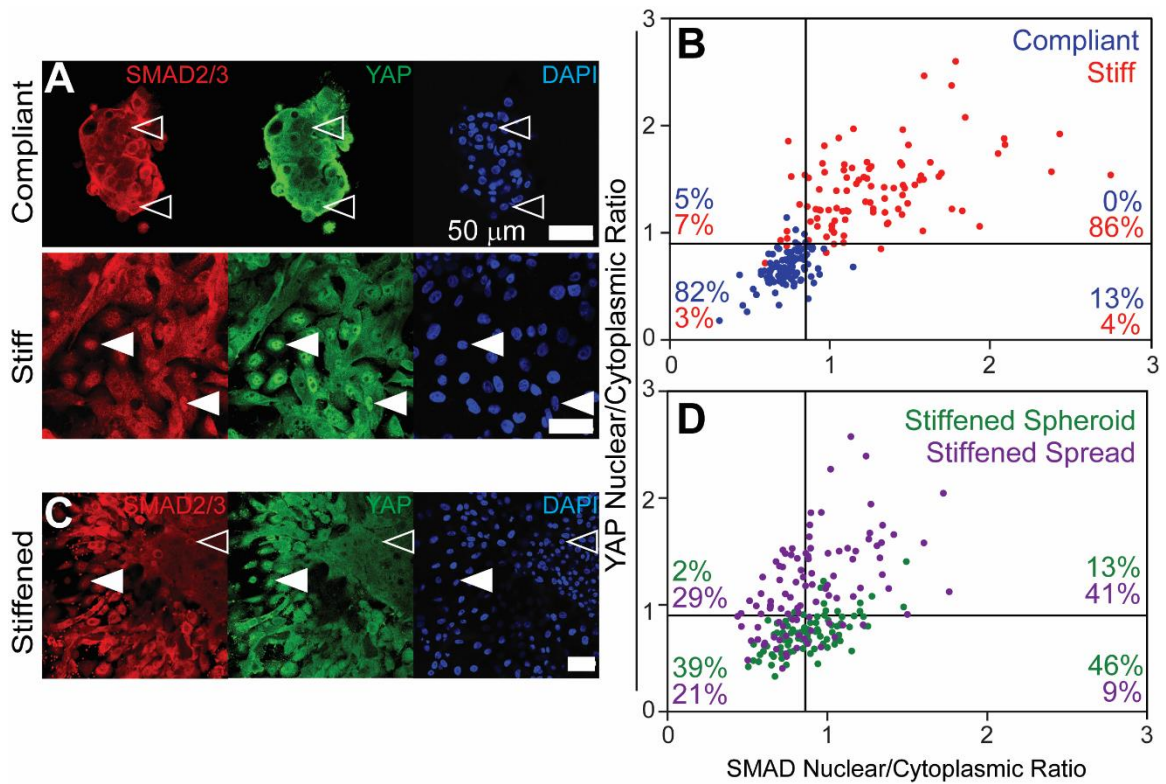 A
SMAD2/3
YAP
DAPI
Compliant
50 μm
Stiff
C
SMAD2/3
YAP
DAPI
Stiffened
YAP Nuclear/Cytoplasmic Ratio
3
B
Compliant
Stiff
2
5%
7%
0%
86%
1
82%
3%
13%
4%
0
0
1
2
3
3
D
Stiffened Spheroid
Stiffened Spread
2
2%
29%
13%
41%
1
39%
21%
46%
9%
0
0
1
2
3
SMAD Nuclear/Cytoplasmic Ratio